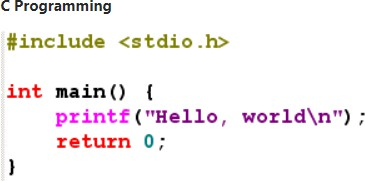 C Programming
#include <stdio.h>
int main() {
    printf("Hello, world\n");
    return 0;
}